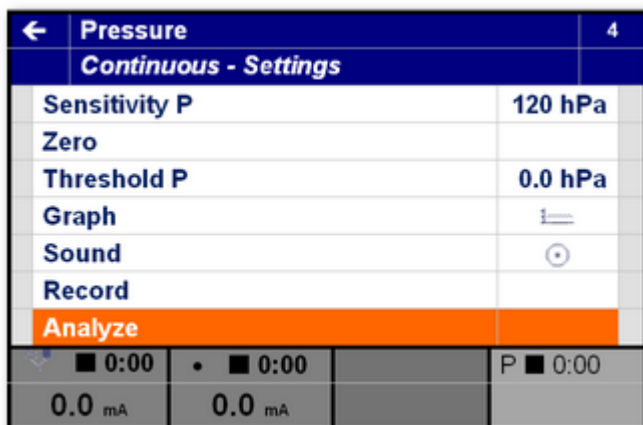 Pressure 4
Continuous - Settings
Sensitivity P 120 hPa
Zero
Threshold P 0.0 hPa
Graph
Sound
Record
Analyze
0:00 0:00 P 0:00
0.0 mA 0.0 mA